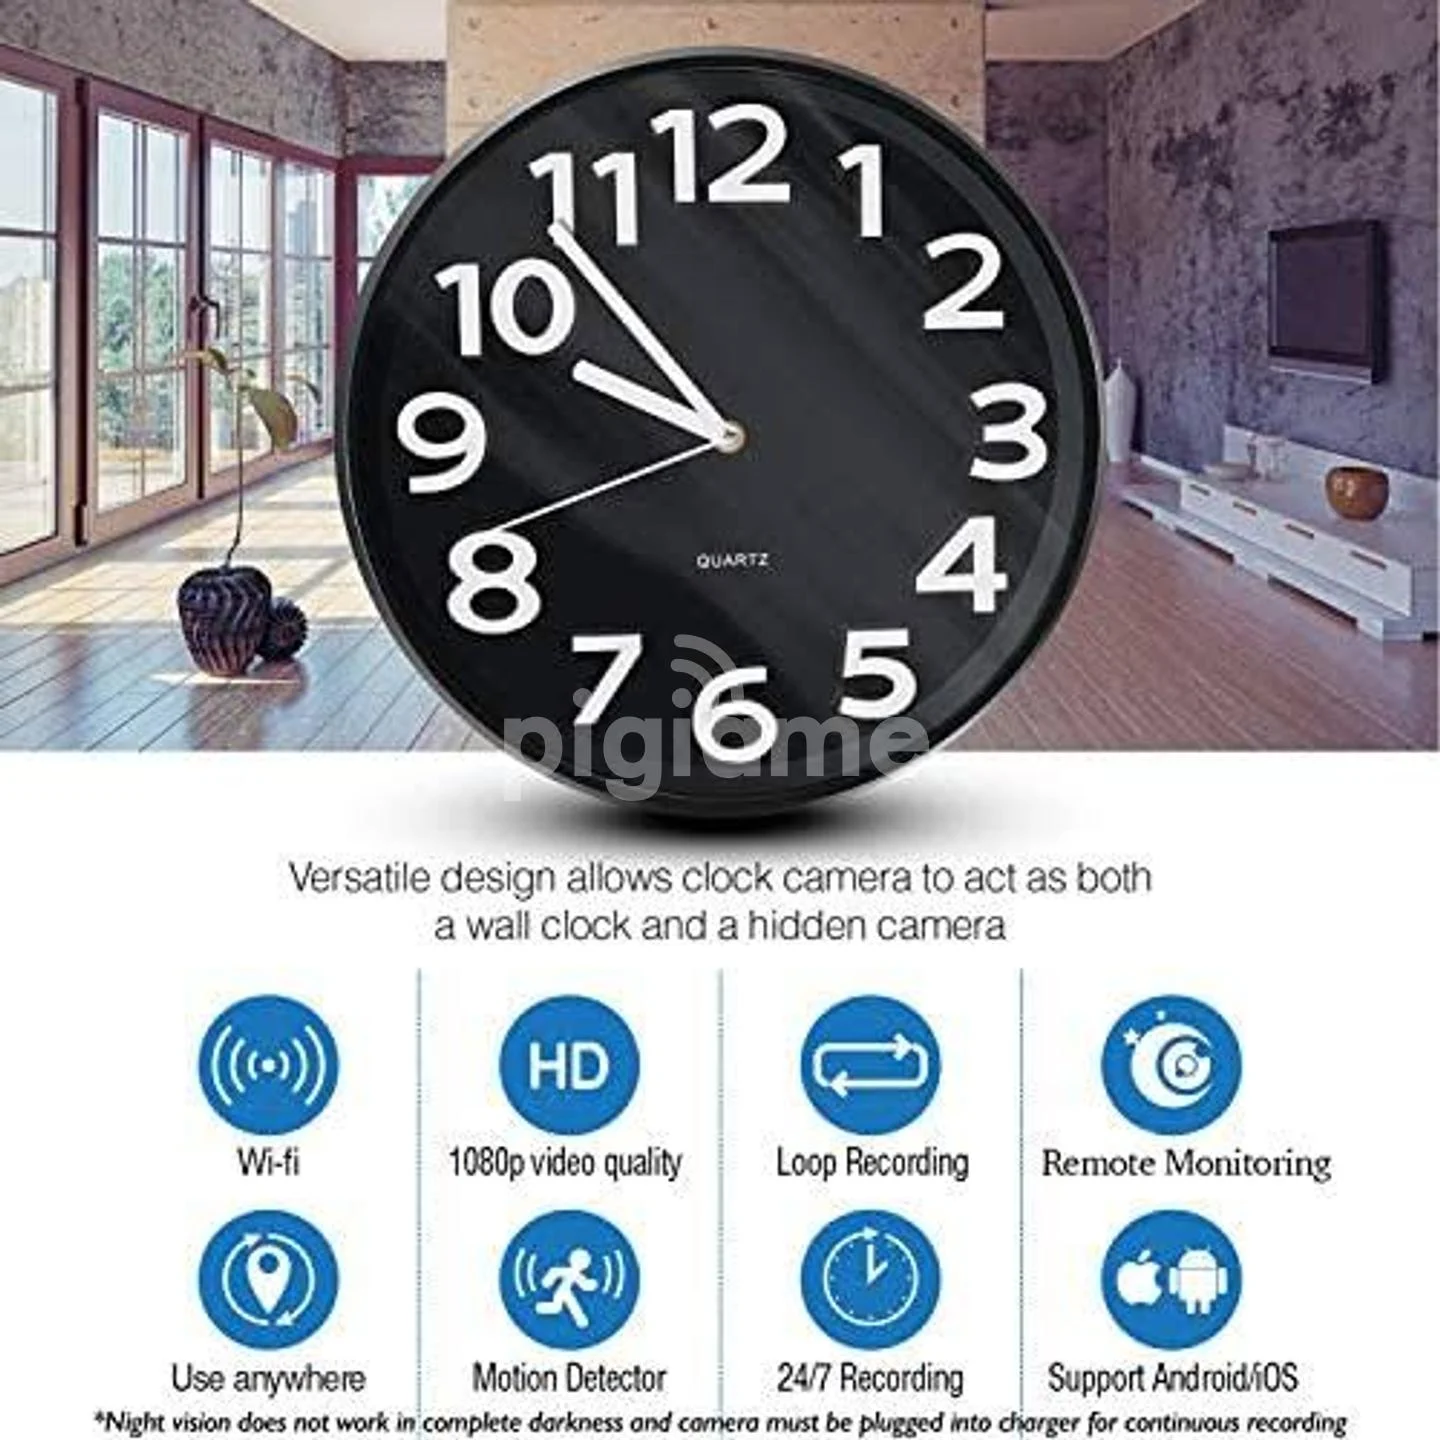 12
11
1
10
2
9
3
8
4
QUARTZ
7
5
6
pigiame
Versatile design allows clock camera to act as both
a wall clock and a hidden camera
HD
Wi-fi
1080p video quality
Loop Recording
Remote Monitoring
Use anywhere
Motion Detector
24/7 Recording
Support Android/iOS
*Night vision does not work in complete darkness and camera must be plugged into charger for continuous recording